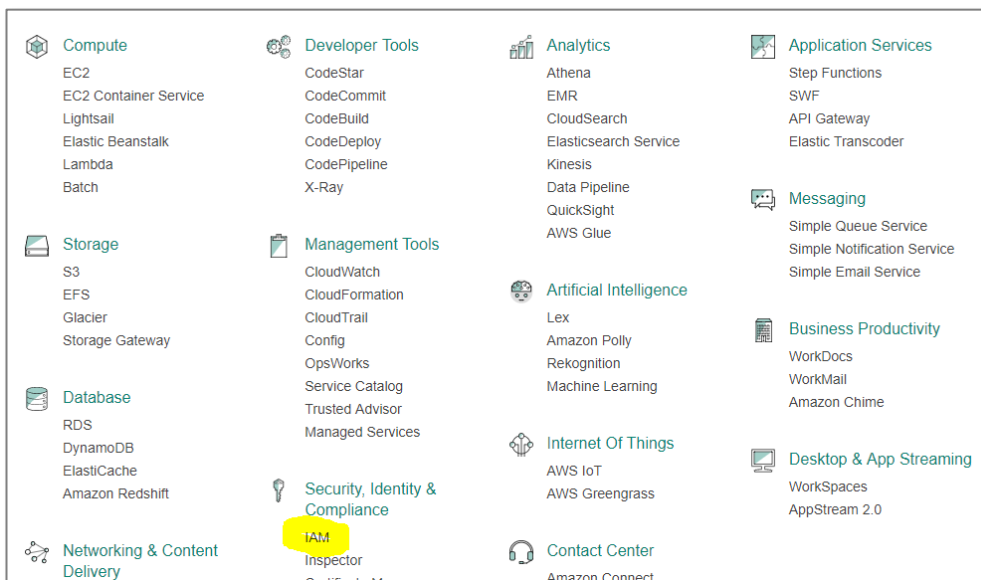 Compute
EC2
EC2 Container Service
Lightsail
Elastic Beanstalk
Lambda
Batch
Storage
S3
EFS
Glacier
Storage Gateway
Database
RDS
DynamoDB
ElastiCache
Amazon Redshift
Networking & Content
Delivery
Developer Tools
CodeStar
CodeCommit
CodeBuild
CodeDeploy
CodePipeline
X-Ray
Management Tools
CloudWatch
CloudFormation
CloudTrail
Config
OpsWorks
Service Catalog
Trusted Advisor
Managed Services
Security, Identity &
Compliance
IAM
Inspector
Analytics
Athena
EMR
CloudSearch
Elasticsearch Service
Kinesis
Data Pipeline
QuickSight
AWS Glue
Artificial Intelligence
Lex
Amazon Polly
Rekognition
Machine Learning
Internet Of Things
AWS IoT
AWS Greengrass
Contact Center
Amazon Connect
Application Services
Step Functions
SWF
API Gateway
Elastic Transcoder
Messaging
Simple Queue Service
Simple Notification Service
Simple Email Service
Business Productivity
WorkDocs
WorkMail
Amazon Chime
Desktop & App Streaming
WorkSpaces
AppStream 2.0